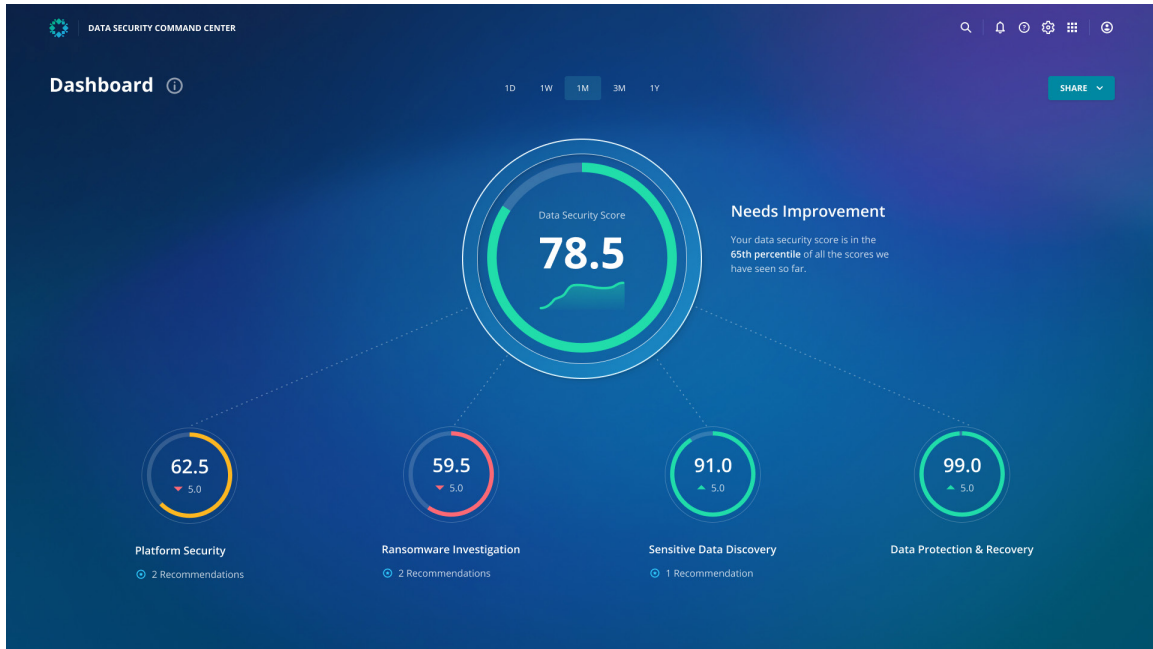 DATA SECURITY COMMAND CENTER
Dashboard
1D 1W 1M 3M 1Y
SHARE
Data Security Score
78.5
Needs Improvement
Your data security score is in the
65th percentile of all the scores we
have seen so far.
62.5
5.0
Platform Security
2 Recommendations
59.5
5.0
Ransomware Investigation
2 Recommendations
91.0
5.0
Sensitive Data Discovery
1 Recommendation
99.0
5.0
Data Protection & Recovery